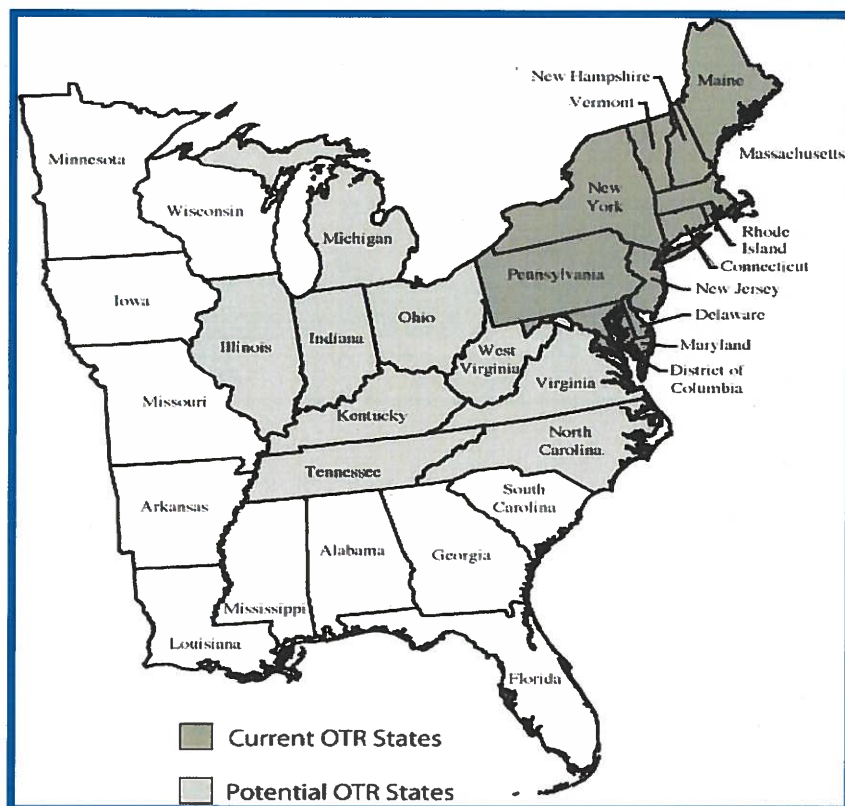 New Hampshire
Maine
Vermont
Massachusetts
Minnesota
New
York
Wisconsin
Michigan
Rhode
Island
Connecticut
Pennsylvania
New Jersey
Iowa
Ohio
Delaware
Illinois
Indiana
West
Virginia
Maryland
District of
Columbia
Virginia
Missouri
Kentucky
North
Carolina.
Tennessee
South
Carolina
Arkansas
Alabama
Georgia
Mississippi
Louisiana
Florida
Current OTR States
Potential OTR States